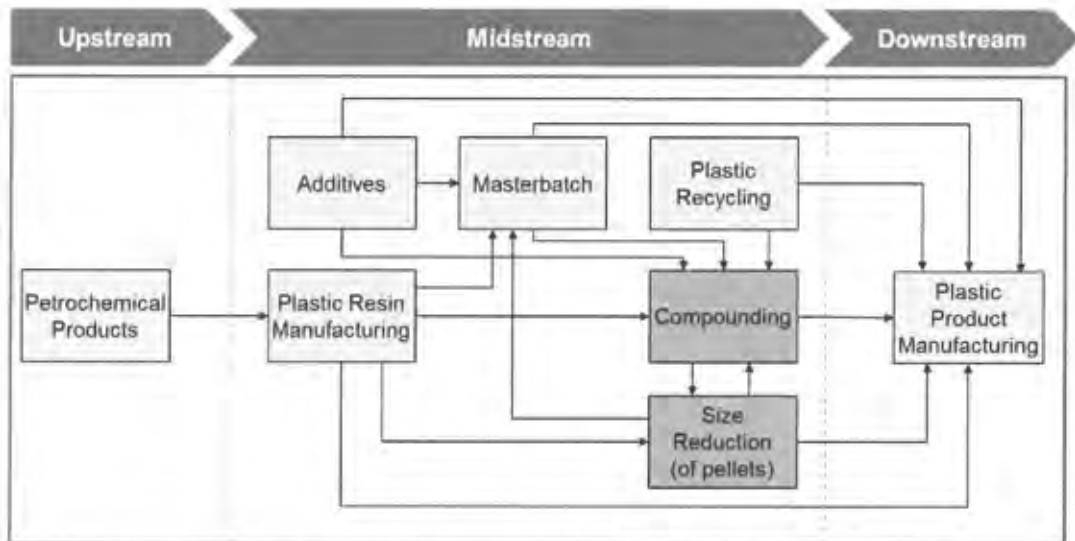 Upstream
Midstream
Downstream
Additives
Masterbatch
Plastic
Recycling
Petrochemical
Products
Plastic Resin
Manufacturing
Compounding
Plastic
Product
Manufacturing
Size
Reduction
(of pellets)